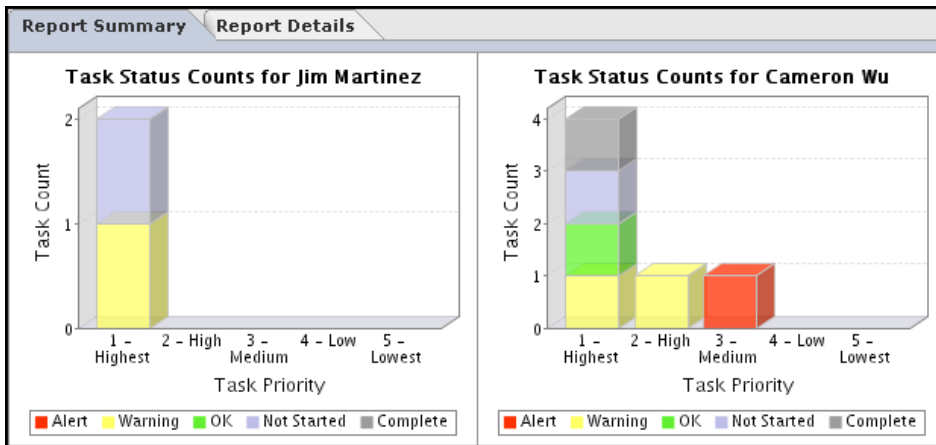 Report Summary
Report Details
Task Status Counts for Jim Martinez
Task Count
2
1
0
1 - Highest
2 - High
3 - Medium
4 - Low
5 - Lowest
Task Priority
Alert Warning OK Not Started Complete
Task Status Counts for Cameron Wu
Task Count
4
3
2
1
0
1 - Highest
2 - High
3 - Medium
4 - Low
5 - Lowest
Task Priority
Alert Warning OK Not Started Complete